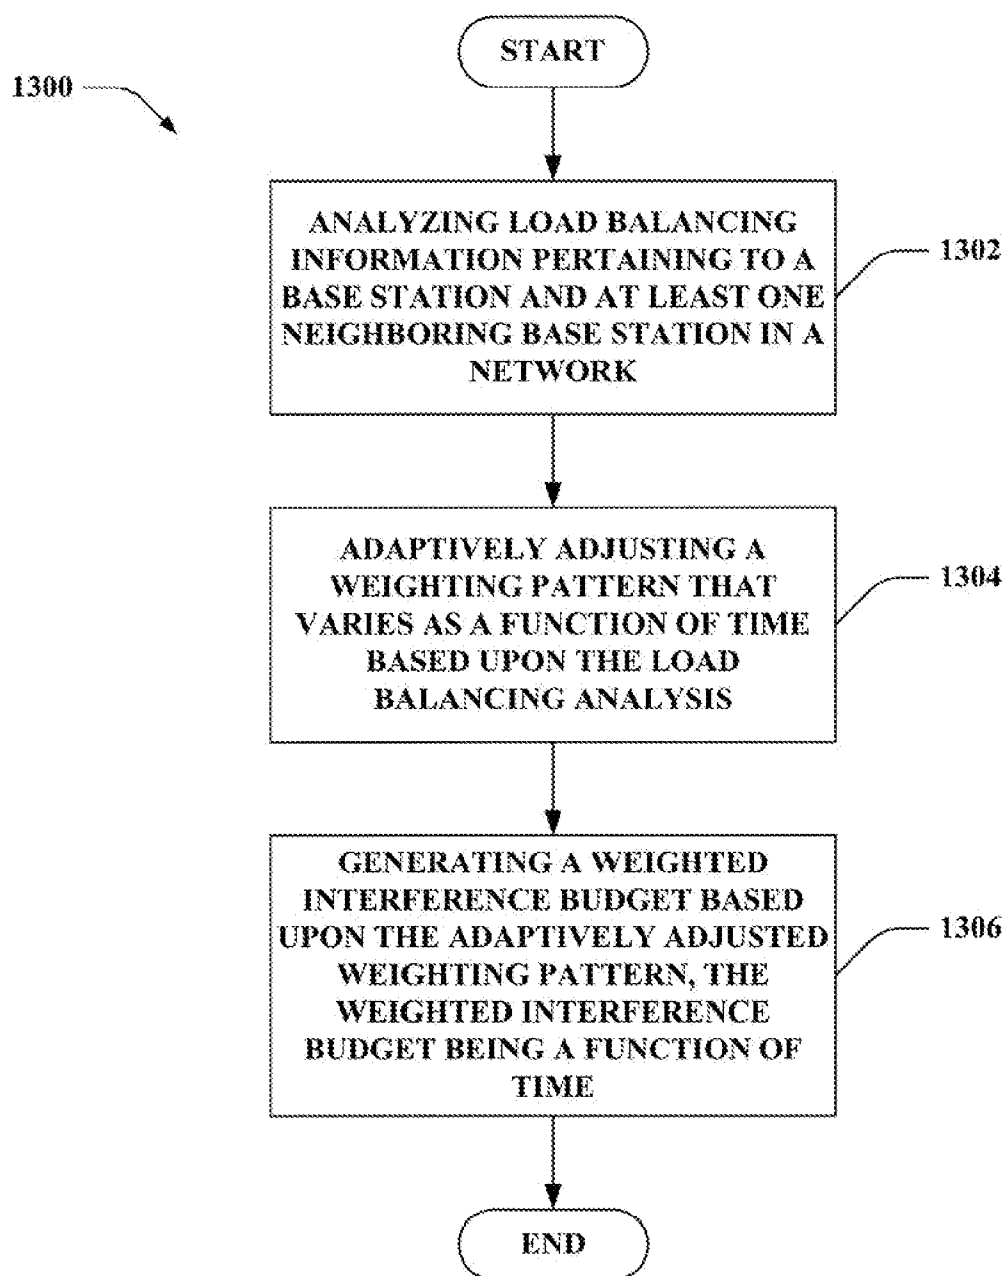 START
1300
ANALYZING LOAD BALANCING
INFORMATION PERTAINING TO A
BASE STATION AND AT LEAST ONE
NEIGHBORING BASE STATION IN A
NETWORK
1302
ADAPTIVELY ADJUSTING A
WEIGHTING PATTERN THAT
VARIES AS A FUNCTION OF TIME
BASED UPON THE LOAD
BALANCING ANALYSIS
1304
GENERATING A WEIGHTED
INTERFERENCE BUDGET BASED
UPON THE ADAPTIVELY ADJUSTED
WEIGHTING PATTERN, THE
WEIGHTED INTERFERENCE
BUDGET BEING A FUNCTION OF
TIME
1306
END